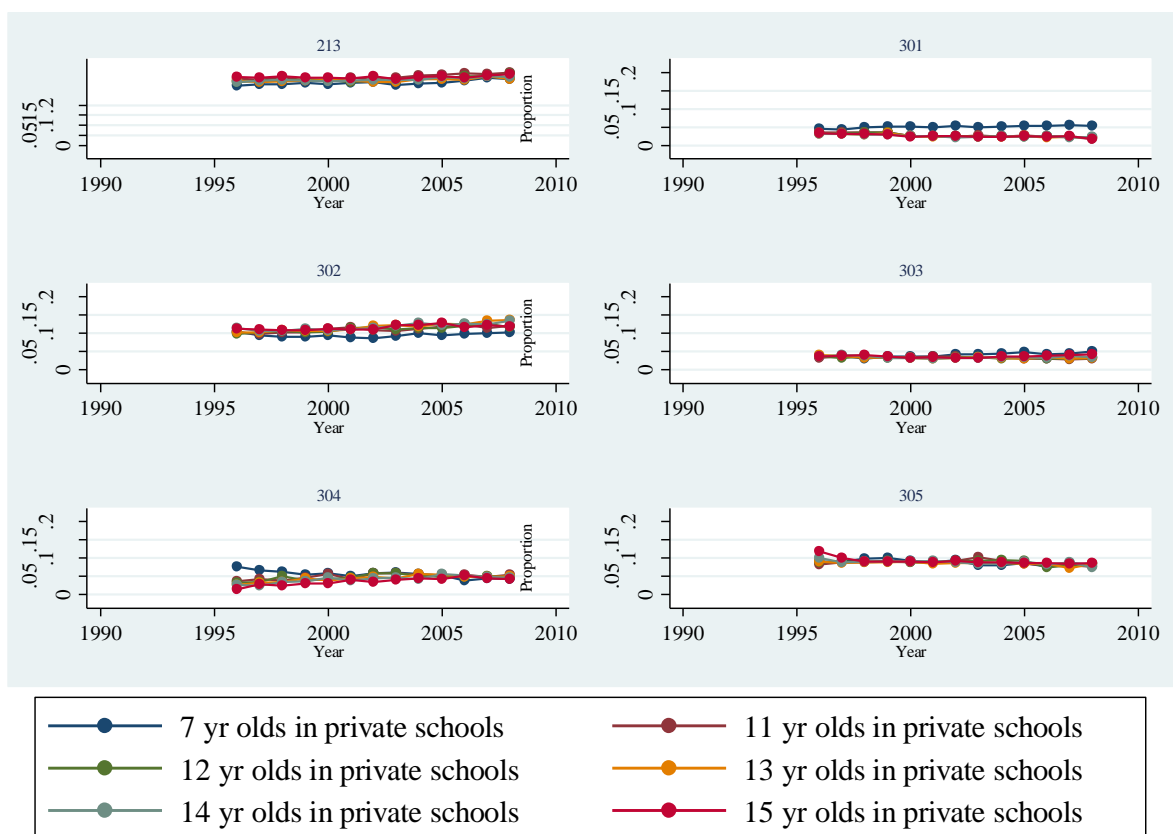 213
0 .05 .1 .15 .2
Proportion
1990 1995 2000 2005 2010
Year
301
0 .05 .1 .15 .2
1990 1995 2000 2005 2010
Year
302
0 .05 .1 .15 .2
Proportion
1990 1995 2000 2005 2010
Year
303
0 .05 .1 .15 .2
1990 1995 2000 2005 2010
Year
304
0 .05 .1 .15 .2
Proportion
1990 1995 2000 2005 2010
Year
305
0 .05 .1 .15 .2
1990 1995 2000 2005 2010
Year
7 yr olds in private schools
11 yr olds in private schools
12 yr olds in private schools
13 yr olds in private schools
14 yr olds in private schools
15 yr olds in private schools